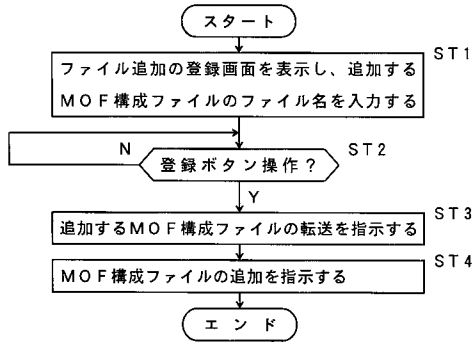 スタート
ST1
ファイル追加の登録画面を表示し、追加する
MOF構成ファイルのファイル名を入力する
N
登録ボタン操作？
ST2
Y
ST3
追加するMOF構成ファイルの転送を指示する
ST4
MOF構成ファイルの追加を指示する
エンド